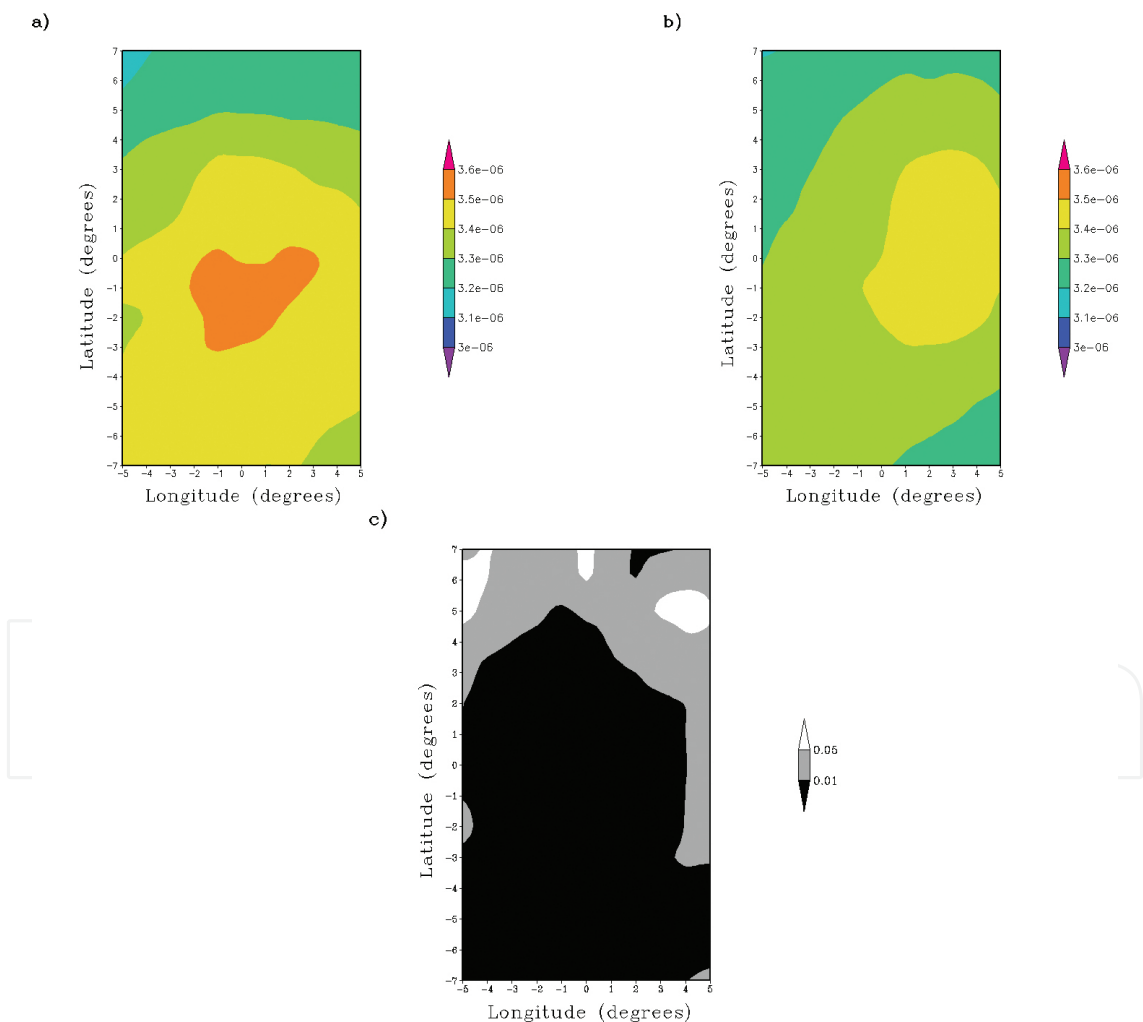 a)
7
6
5
4
3
2
1
0
-1
-2
-3
-4
-5
-6
-7
-5 -4 -3 -2 -1 0 1 2 3 4 5
Latitude (degrees)
Longitude (degrees)
3.6e-06
3.5e-06
3.4e-06
3.3e-06
3.2e-06
3.1e-06
3e-06
b)
7
6
5
4
3
2
1
0
-1
-2
-3
-4
-5
-6
-7
-5 -4 -3 -2 -1 0 1 2 3 4 5
Latitude (degrees)
Longitude (degrees)
3.6e-06
3.5e-06
3.4e-06
3.3e-06
3.2e-06
3.1e-06
3e-06
c)
7
6
5
4
3
2
1
0
-1
-2
-3
-4
-5
-6
-7
-5 -4 -3 -2 -1 0 1 2 3 4 5
Latitude (degrees)
Longitude (degrees)
0.05
0.01